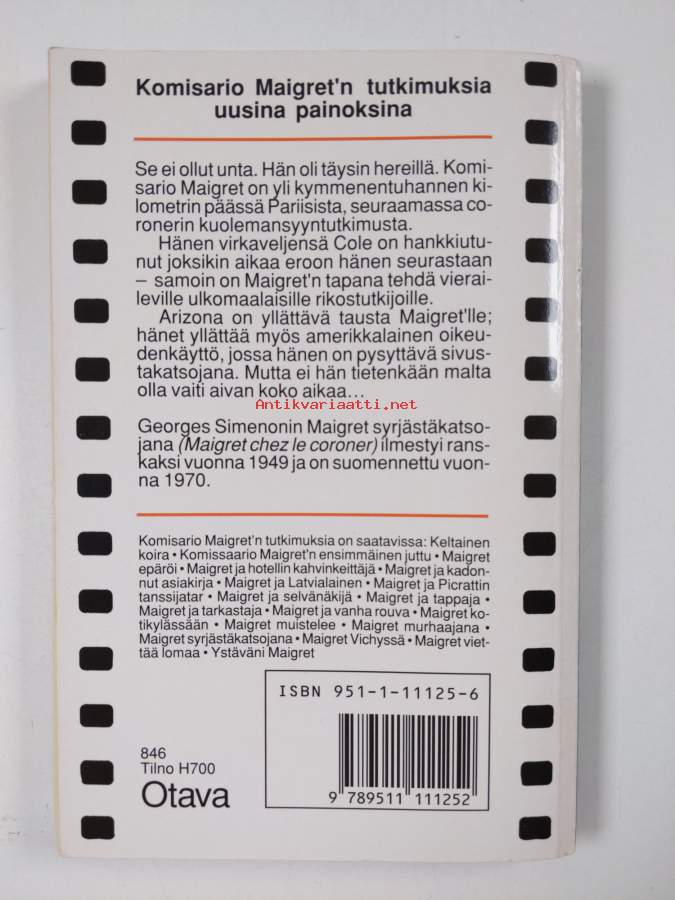 Komisario Maigret'n tutkimuksia
uusina painoksina
Se ei ollut unta. Hän oli täysin hereillä. Komi-
sario Maigret on yli kymmenentuhannen ki-
lometrin päässä Pariisista, seuraamassa co-
ronerin kuolemansyyntutkimusta.
Hänen virkaveljensä Cole on hankkiutu-
nut joksikin aikaa eroon hänen seurastaan
– samoin on Maigret'n tapana tehdä vierai-
leville ulkomaalaisille rikostutkijoille.
Arizona on yllättävä tausta Maigret'lle;
hänet yllättää myös amerikkalainen oikeu-
denkäyttö, jossa hänen on pysyttävä sivus-
takatsojana. Mutta ei hän tietenkään malta
olla vaiti aivan koko aikaa...
Antikvariaatti.net
Georges Simenonin Maigret syrjästäkatso-
jana (Maigret chez le coroner) ilmestyi rans-
kaksi vuonna 1949 ja on suomennettu vuon-
na 1970.
Komisario Maigret'n tutkimuksia on saatavissa: Keltainen
koira • Komissaario Maigret'n ensimmäinen juttu • Maigret
epäröi • Maigret ja hotellin kahvinkeittäjä • Maigret ja kadon-
nut asiakirja • Maigret ja Latvialainen • Maigret ja Picrattin
tanssijatar • Maigret ja selvänäkijä • Maigret ja tappaja •
Maigret ja tarkastaja • Maigret ja vanha rouva • Maigret ko-
tikylässään • Maigret muistelee • Maigret murhaajana •
Maigret syrjästäkatsojana • Maigret Vichyssä • Maigret viet-
tää lomaa • Ystäväni Maigret
ISBN 951-1-11125-6
846
Tilno H700
Otava
9 789511 111252